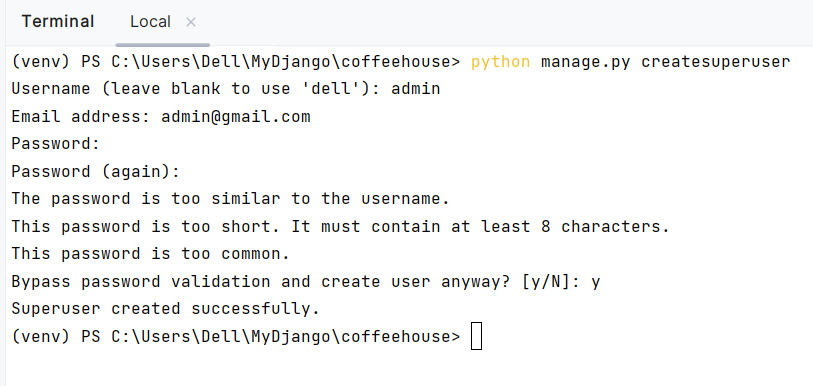 Terminal Local ×
(venv) PS C:\Users\Dell\MyDjango\coffeehouse> python manage.py createsuperuser
Username (leave blank to use 'dell'): admin
Email address: admin@gmail.com
Password:
Password (again):
The password is too similar to the username.
This password is too short. It must contain at least 8 characters.
This password is too common.
Bypass password validation and create user anyway? [y/N]: y
Superuser created successfully.
(venv) PS C:\Users\Dell\MyDjango\coffeehouse>